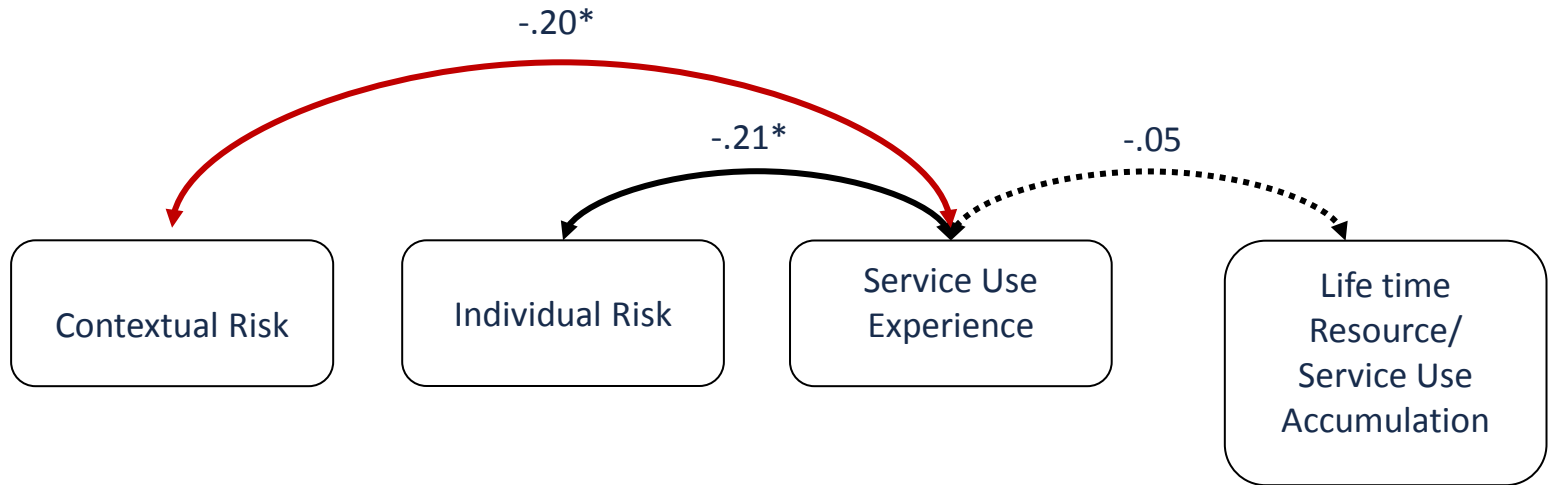 -.20*
-.21*
-.05
Contextual Risk
Individual Risk
Service Use
Experience
Life time
Resource/
Service Use
Accumulation